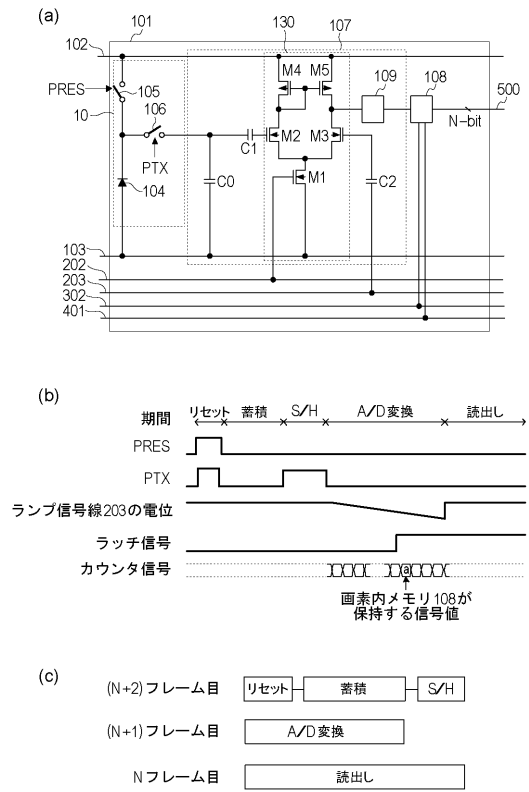 (a)
101
130
107
102
M4
M5
109
108
500
PRES
105
10
106
N-bit
PTX
C1
M2
M3
104
C0
M1
C2
103
202
203
302
401
(b)
期間
リセット
蓄積
S/H
A/D変換
読出し
PRES
PTX
ランプ信号線203の電位
ラッチ信号
カウンタ信号
a
画素内メモリ108が
保持する信号値
(c)
(N+2)フレーム目
リセット
蓄積
S/H
(N+1)フレーム目
A/D変換
Nフレーム目
読出し